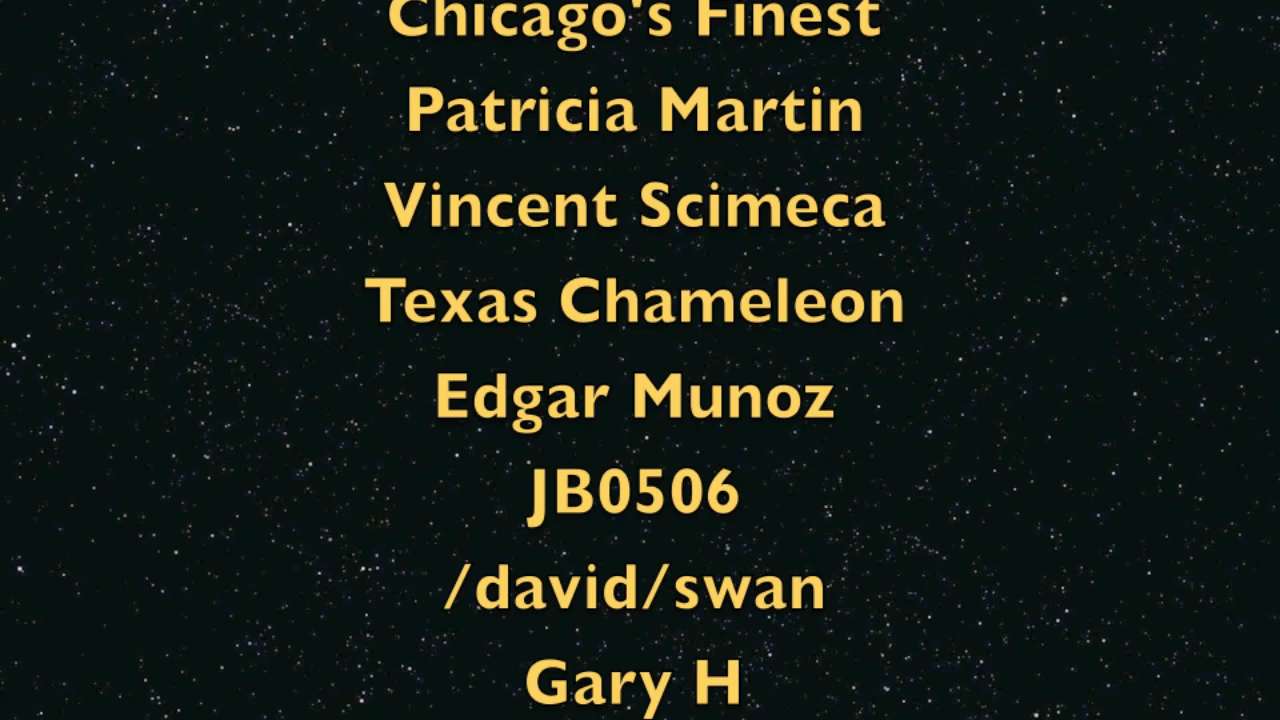 Chicago's Finest
Patricia Martin
Vincent Scimeca
Texas Chameleon
Edgar Munoz
JB0506
/david/swan
Gary H